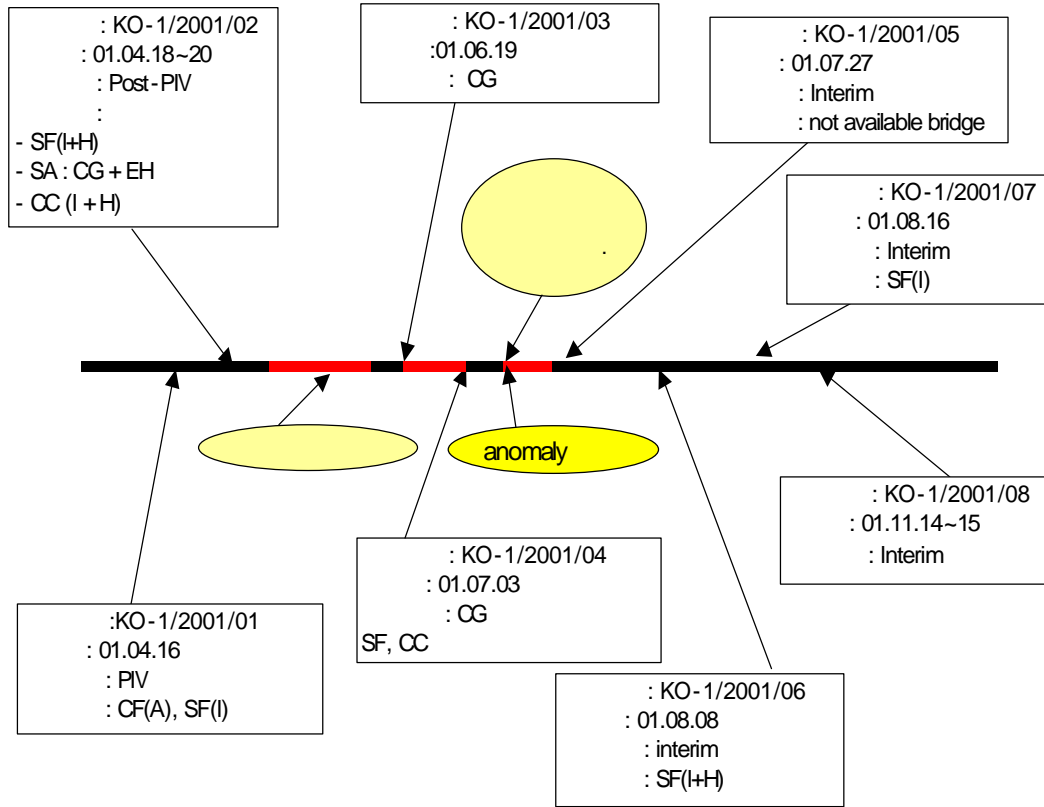 : KO-1/2001/02
: 01.04.18~20
: Post-PIV
:
- SF(I+H)
- SA : CG + EH
- CC (I + H)
: KO-1/2001/03
:01.06.19
: CG
: KO-1/2001/05
: 01.07.27
: Interim
: not available bridge
: KO-1/2001/07
: 01.08.16
: Interim
: SF(I)
.
anomaly
:KO-1/2001/01
: 01.04.16
: PIV
: CF(A), SF(I)
: KO-1/2001/04
: 01.07.03
: CG
SF, CC
: KO-1/2001/06
: 01.08.08
: interim
: SF(I+H)
: KO-1/2001/08
: 01.11.14~15
: Interim